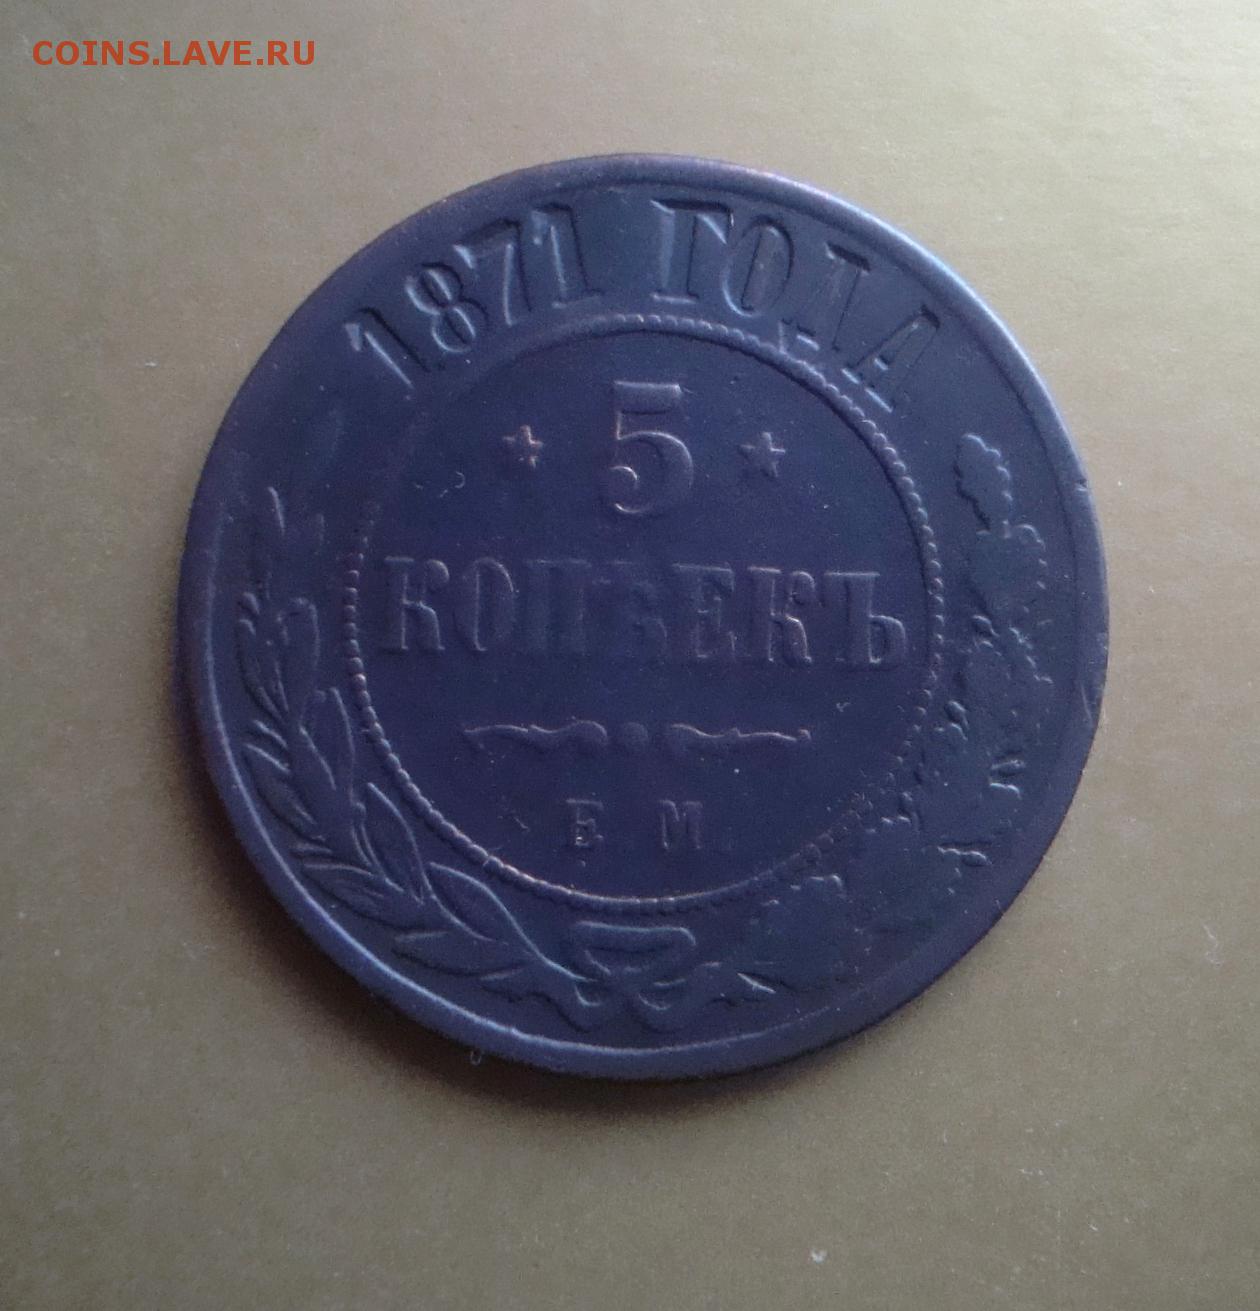 COINS.LAVE.RU
1871 ГОДА
5
КОПѢЕКЪ
Е. М.